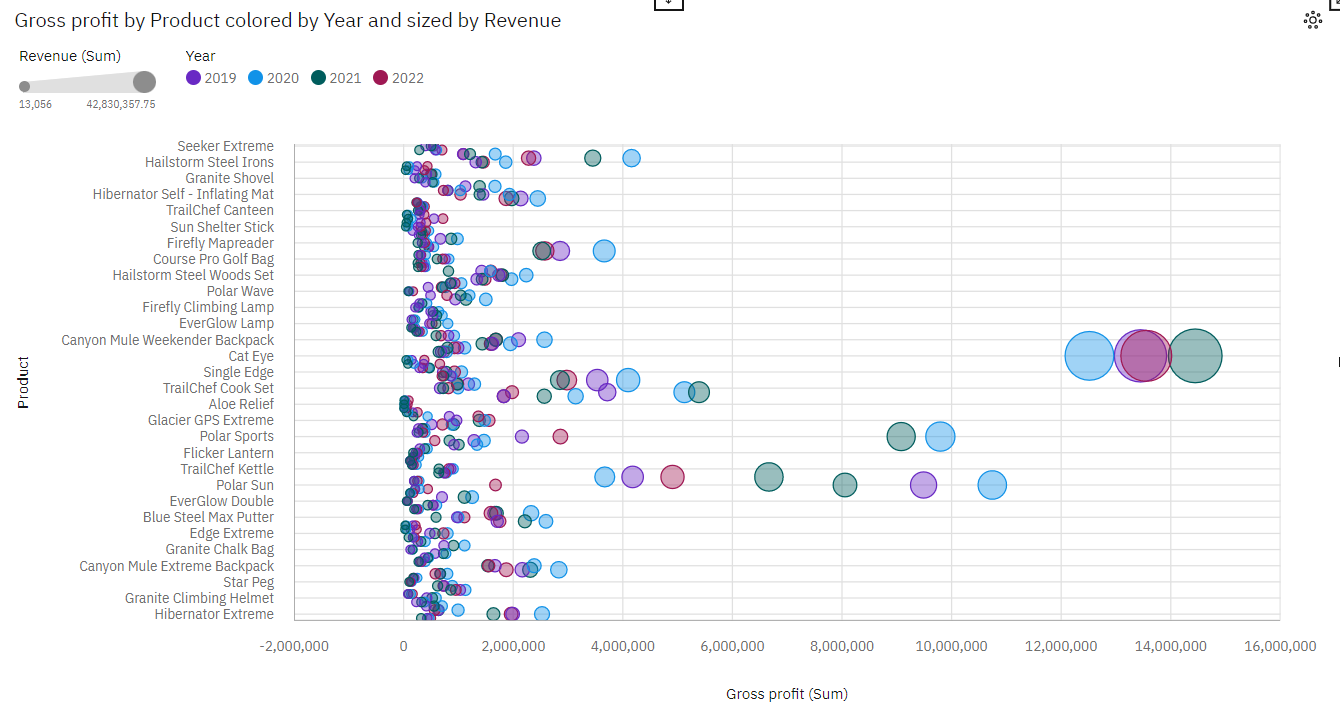 Gross profit by Product colored by Year and sized by Revenue
Revenue (Sum)
13,056 42,830,357.75
Year
2019 2020 2021 2022
Product
Seeker Extreme
Hailstorm Steel Irons
Granite Shovel
Hibernator Self - Inflating Mat
TrailChef Canteen
Sun Shelter Stick
Firefly Mapreader
Course Pro Golf Bag
Hailstorm Steel Woods Set
Polar Wave
Firefly Climbing Lamp
EverGlow Lamp
Canyon Mule Weekender Backpack
Cat Eye
Single Edge
TrailChef Cook Set
Aloe Relief
Glacier GPS Extreme
Polar Sports
Flicker Lantern
TrailChef Kettle
Polar Sun
EverGlow Double
Blue Steel Max Putter
Edge Extreme
Granite Chalk Bag
Canyon Mule Extreme Backpack
Star Peg
Granite Climbing Helmet
Hibernator Extreme
-2,000,000 0 2,000,000 4,000,000 6,000,000 8,000,000 10,000,000 12,000,000 14,000,000 16,000,000
Gross profit (Sum)